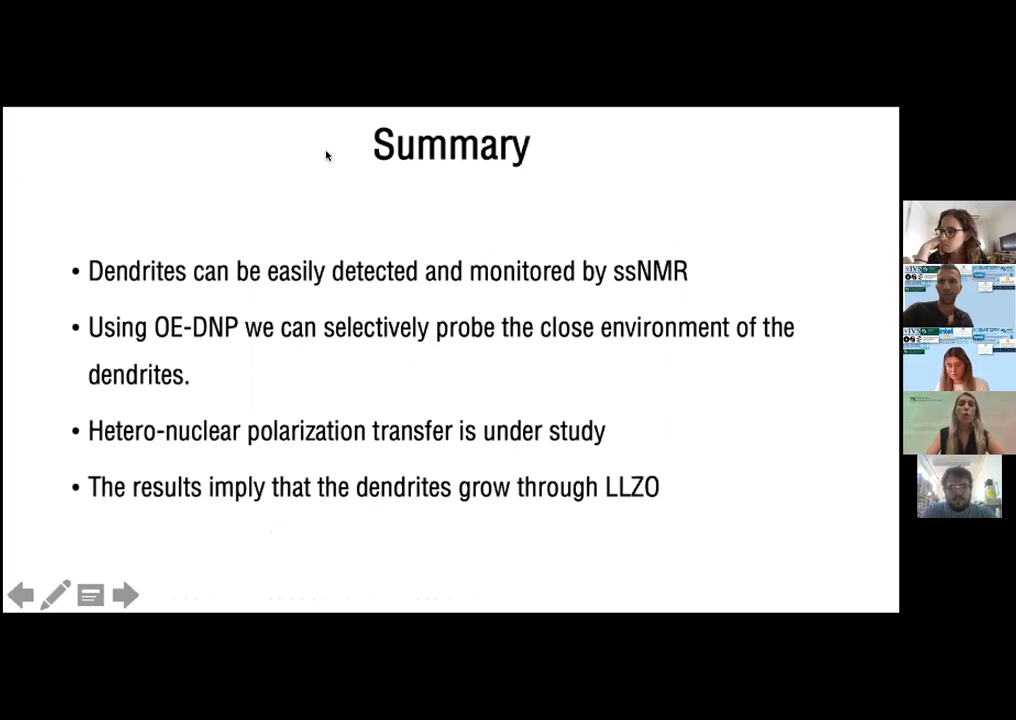 Summary
• Dendrites can be easily detected and monitored by ssNMR
• Using OE-DNP we can selectively probe the close environment of the
dendrites.
• Hetero-nuclear polarization transfer is under study
• The results imply that the dendrites grow through LLZO
intel